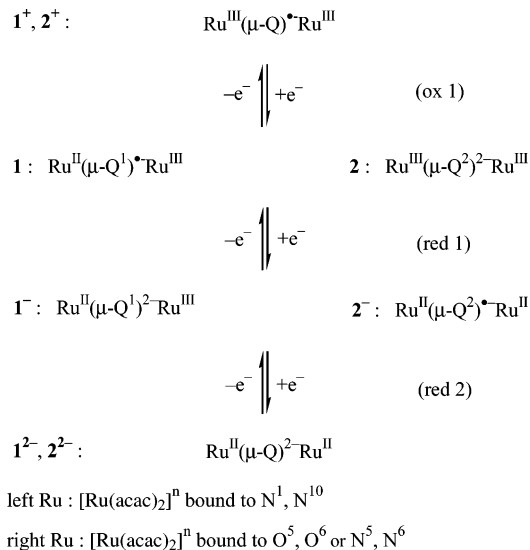 1⁺, 2⁺ : Ruᴵᴵᴵ(μ-Q)•⁻Ruᴵᴵᴵ
−e⁻ +e⁻ (ox 1)
1 : Ruᴵᴵ(μ-Q¹)•⁻Ruᴵᴵᴵ 2 : Ruᴵᴵᴵ(μ-Q²)²⁻Ruᴵᴵᴵ
−e⁻ +e⁻ (red 1)
1⁻ : Ruᴵᴵ(μ-Q¹)²⁻Ruᴵᴵᴵ 2⁻ : Ruᴵᴵ(μ-Q²)•⁻Ruᴵᴵ
−e⁻ +e⁻ (red 2)
1²⁻, 2²⁻ : Ruᴵᴵ(μ-Q)²⁻Ruᴵᴵ
left Ru : [Ru(acac)₂]ⁿ bound to N¹, N¹⁰
right Ru : [Ru(acac)₂]ⁿ bound to O⁵, O⁶ or N⁵, N⁶